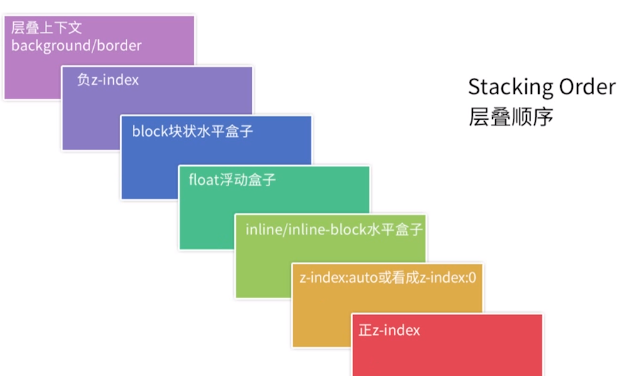 层叠上下文
background/border
负z-index
block块状水平盒子
float浮动盒子
inline/inline-block水平盒子
z-index:auto或看成z-index:0
正z-index
Stacking Order
层叠顺序